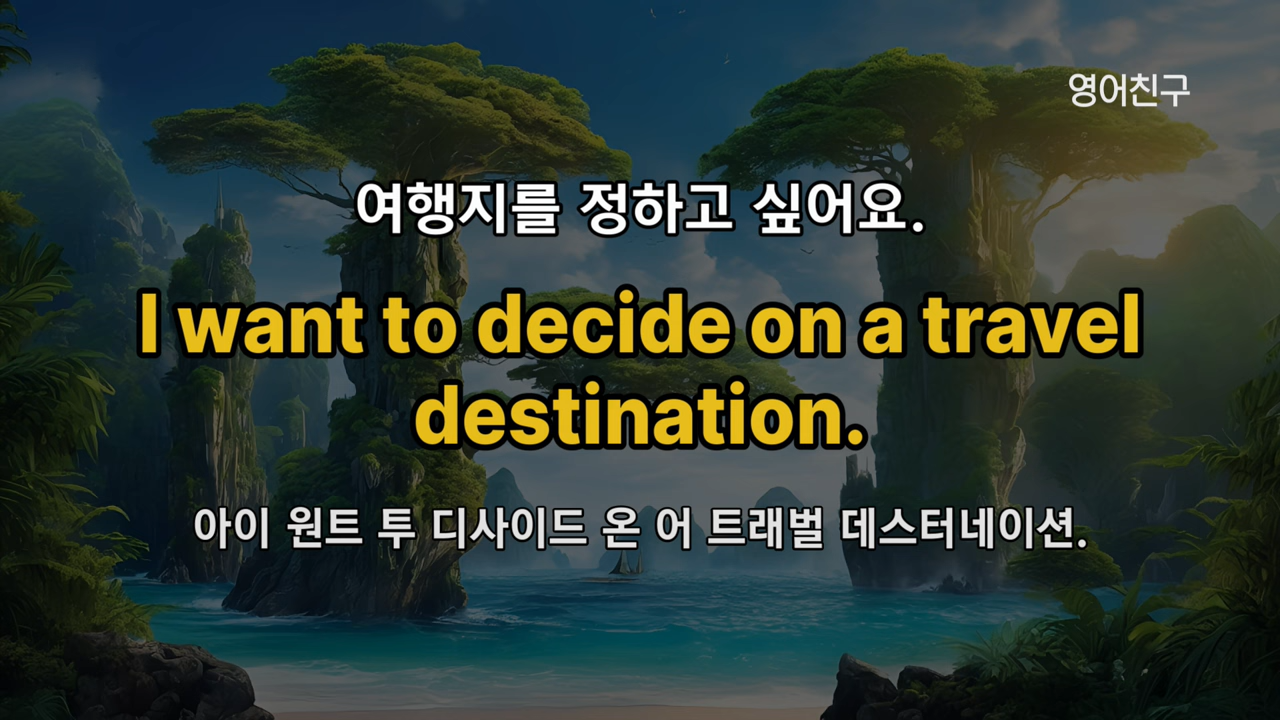 영어친구
여행지를 정하고 싶어요.
I want to decide on a travel
destination.
아이 원트 투 디사이드 온 어 트래벌 데스터네이션.